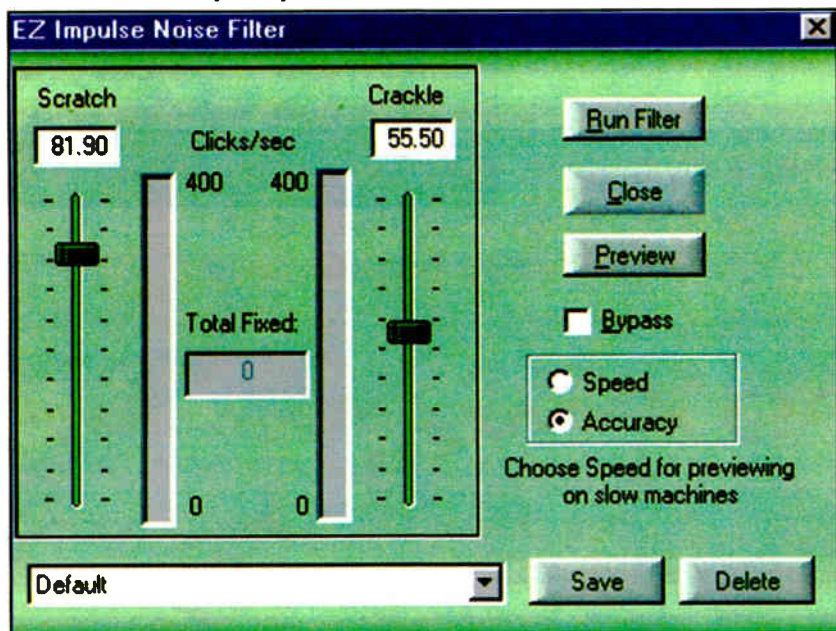 EZ Impulse Noise Filter
Scratch
Crackle
81.90
Clicks/sec
55.50
400
400
Total Fixed:
0
0
0
Run Filter
Close
Preview
Bypass
Speed
Accuracy
Choose Speed for previewing
on slow machines
Default
Save
Delete